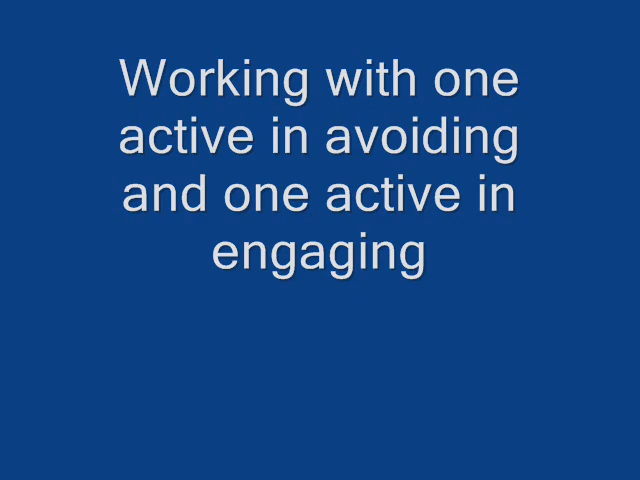 Working with one
active in avoiding
and one active in
engaging